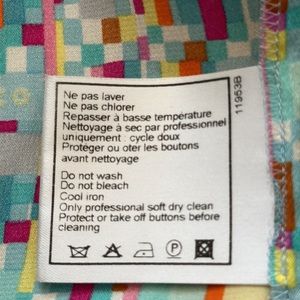 Ne pas laver
Ne pas chlorer
Repasser à basse température
Nettoyage à sec par professionnel
uniquement : cycle doux
Proteger ou oter les boutons
avant nettoyage
Do not wash
Do not bleach
Cool iron
Only professional soft dry clean
Protect or take off buttons before
cleaning
P
11953B